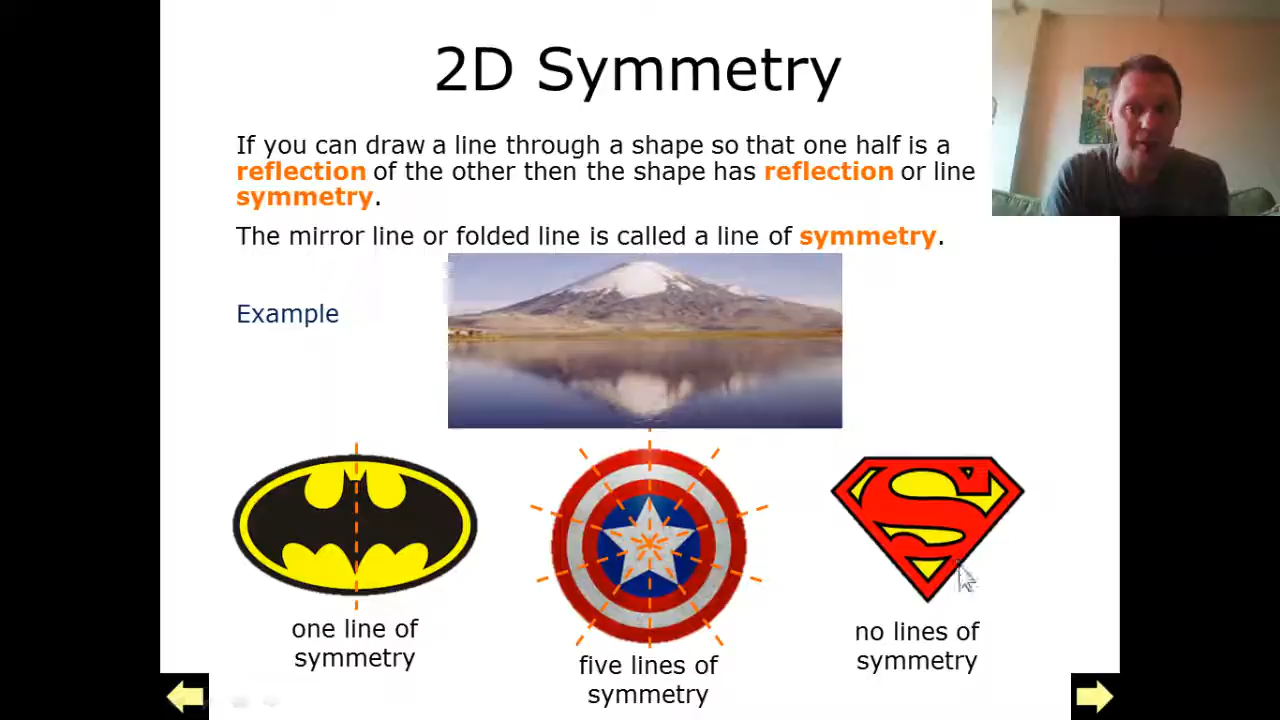 2D Symmetry
If you can draw a line through a shape so that one half is a
reflection of the other then the shape has reflection or line
symmetry.
The mirror line or folded line is called a line of symmetry.
Example
one line of
symmetry
five lines of
symmetry
S
no lines of
symmetry